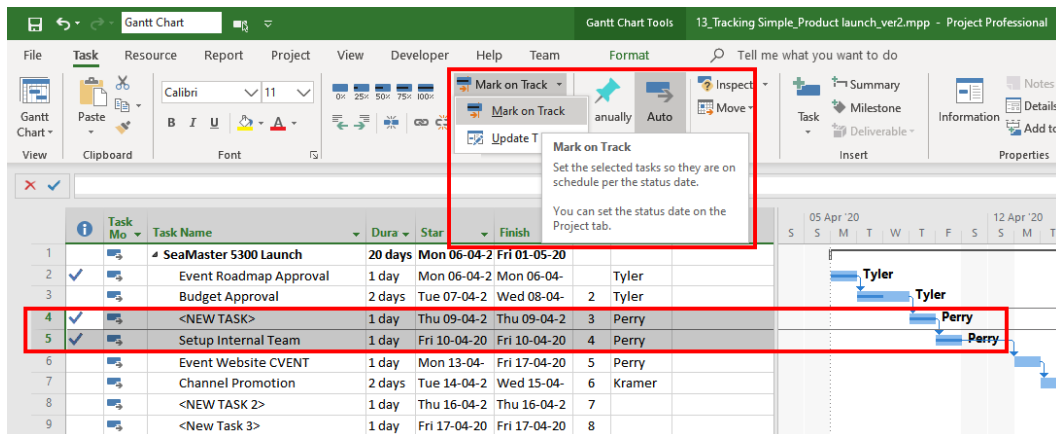 Gantt Chart
Gantt Chart Tools
13_Tracking Simple_Product launch_ver2.mpp - Project Professional
File Task Resource Report Project View Developer Help Team Format Tell me what you want to do
Gantt
Chart
View
Paste
Clipboard
Calibri 11
B I U A
Font
0% 25% 50% 75% 100%
Mark on Track
Mark on Track
Update T
anually
Auto
Inspect
Move
Mark on Track
Set the selected tasks so they are on
schedule per the status date.
You can set the status date on the
Project tab.
Task
Summary
Milestone
Deliverable
Insert
Information
Notes
Details
Add to
Properties
05 Apr '20 12 Apr '20
Task
Mo Task Name Dura Star Finish S S M T W T F S S M T
1 SeaMaster 5300 Launch 20 days Mon 06-04-2 Fri 01-05-20
2 Event Roadmap Approval 1 day Mon 06-04-2 Mon 06-04- Tyler Tyler
3 Budget Approval 2 days Tue 07-04-2 Wed 08-04- 2 Tyler Tyler
4 <NEW TASK> 1 day Thu 09-04-2 Thu 09-04-2 3 Perry Perry
5 Setup Internal Team 1 day Fri 10-04-20 Fri 10-04-20 4 Perry Perry
6 Event Website CVENT 1 day Mon 13-04- Fri 17-04-20 5 Perry
7 Channel Promotion 2 days Tue 14-04-2 Wed 15-04- 6 Kramer
8 <NEW TASK 2> 1 day Thu 16-04-2 Thu 16-04-2 7
9 <New Task 3> 1 day Fri 17-04-20 Fri 17-04-20 8